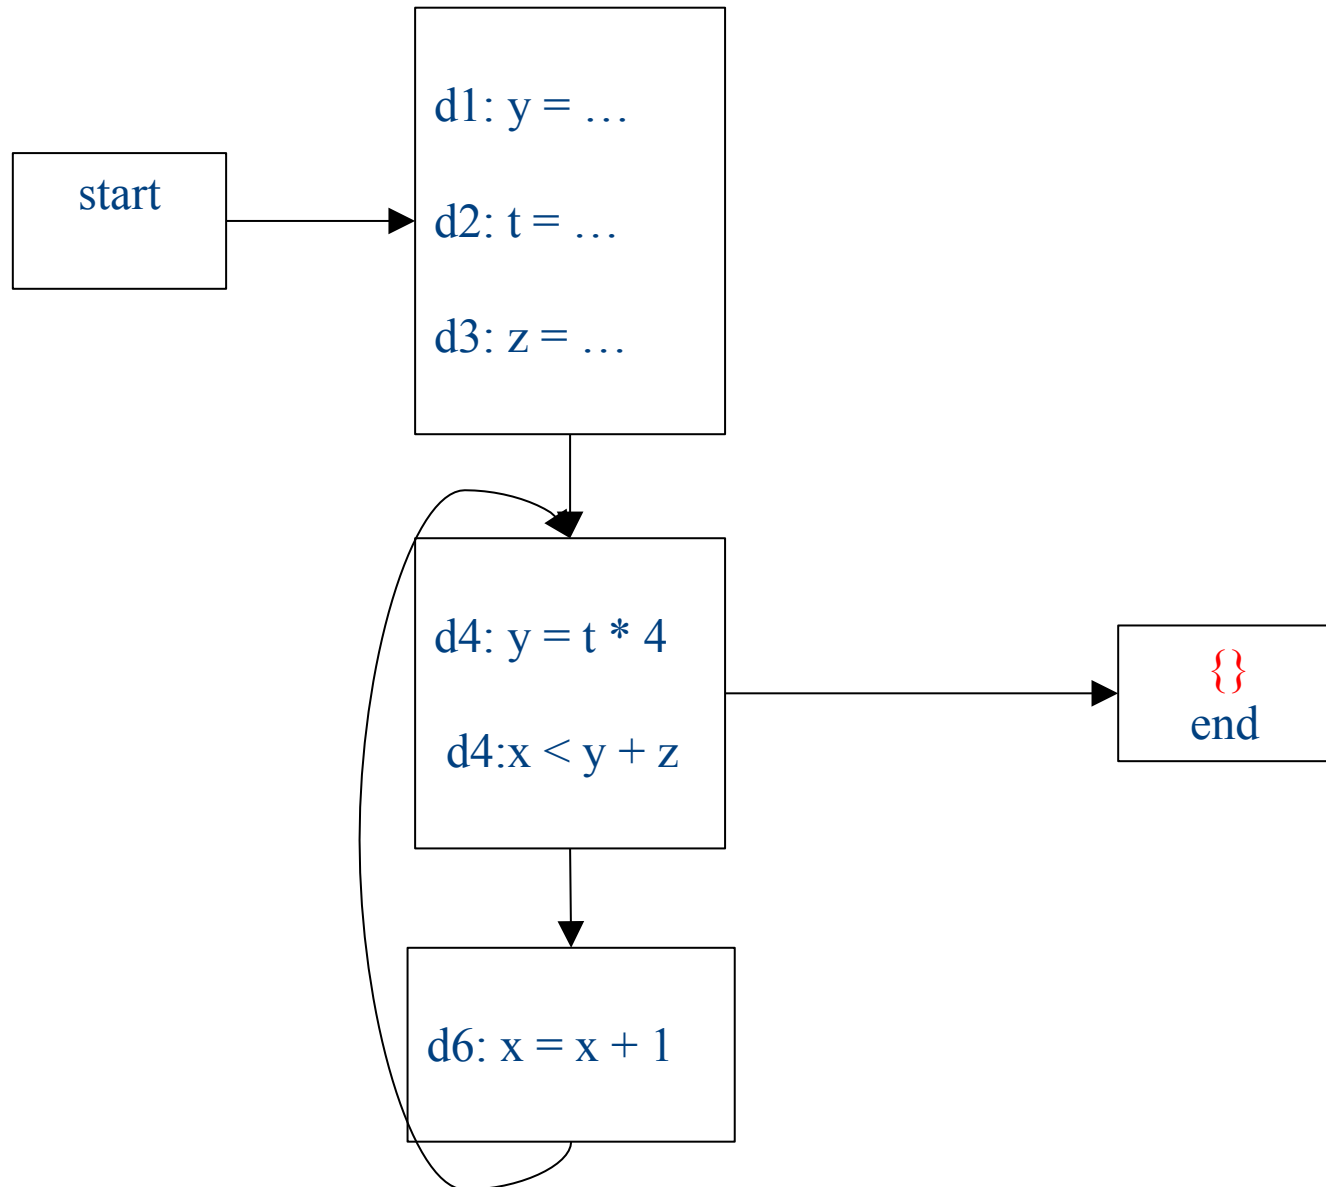 start
d1: y = …
d2: t = …
d3: z = …
d4: y = t * 4
d4:x < y + z
{}
end
d6: x = x + 1